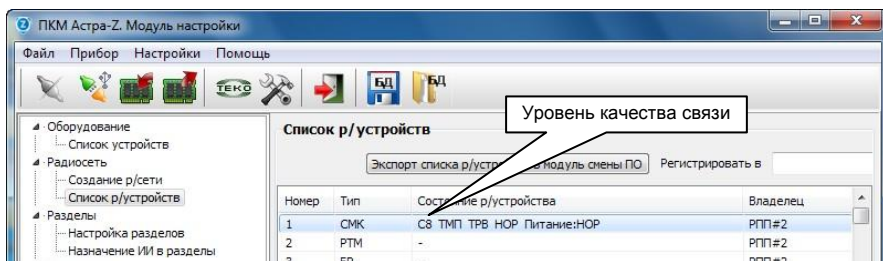 ПКМ Астра-Z. Модуль настройки
Файл Прибор Настройки Помощь
ТЕКО БД БД
Уровень качества связи
Оборудование
Список устройств
Радиосеть
Создание р/сети
Список р/устройств
Разделы
Настройка разделов
Назначение ИИ в разделы
Список р/устройств
Экспорт списка р/устр в модуль смены ПО Регистрировать в
Номер Тип Состояние р/устройства Владелец
1 СМК С8 ТМП ТРВ НОР Питание:НОР РПП#2
2 РТМ - РПП#2